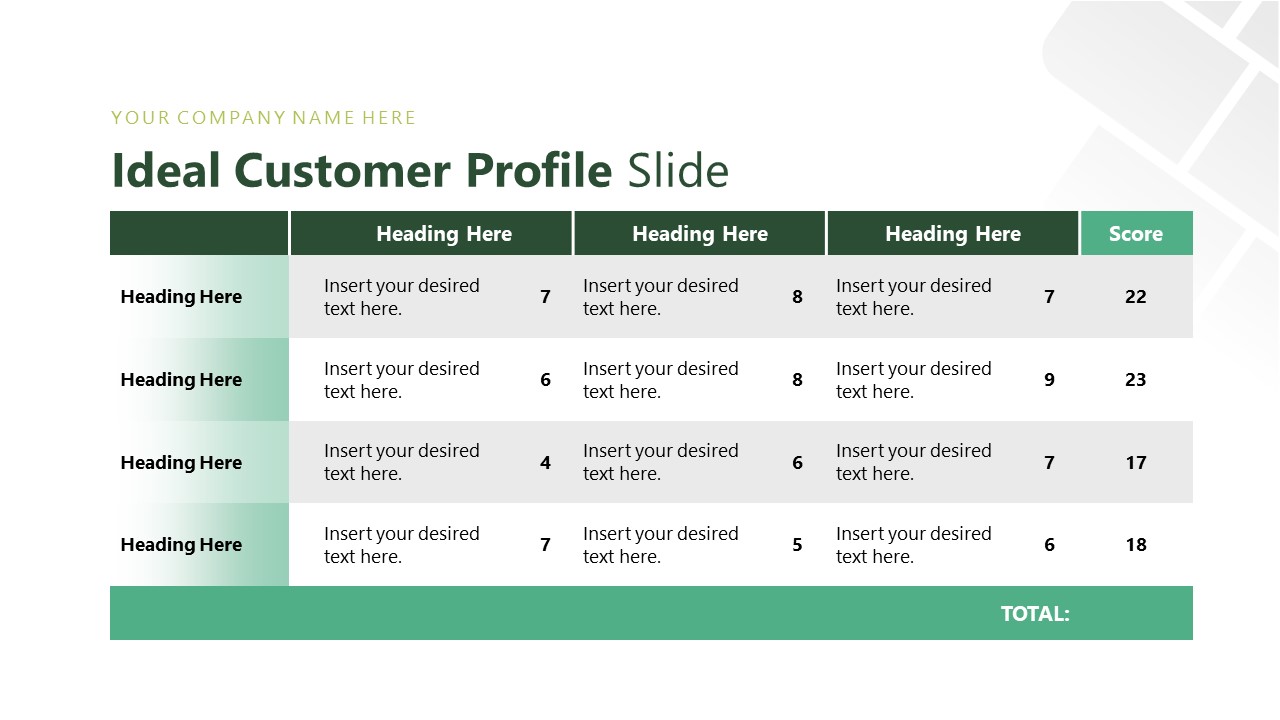 YOUR COMPANY NAME HERE
Ideal Customer Profile Slide
Heading Here Heading Here Heading Here Score
Heading Here Insert your desired text here. 7 Insert your desired text here. 8 Insert your desired text here. 7 22
Heading Here Insert your desired text here. 6 Insert your desired text here. 8 Insert your desired text here. 9 23
Heading Here Insert your desired text here. 4 Insert your desired text here. 6 Insert your desired text here. 7 17
Heading Here Insert your desired text here. 7 Insert your desired text here. 5 Insert your desired text here. 6 18
TOTAL: